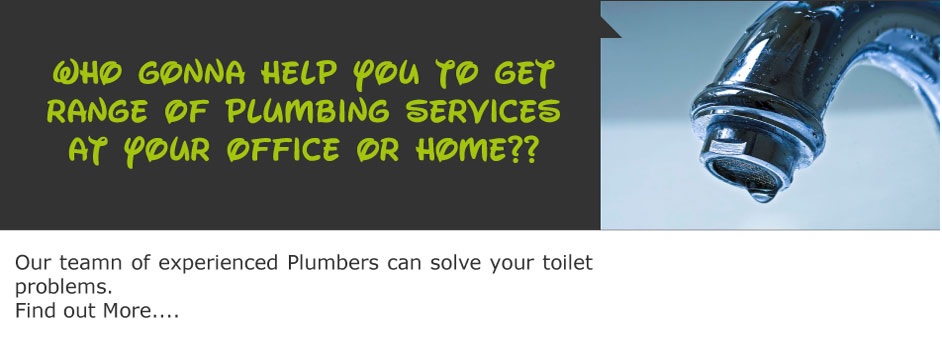 WHO GONNA HELP YOU TO GET
RANGE OF PLUMBING SERVICES
AT YOUR OFFICE OR HOME??
Our teamn of experienced Plumbers can solve your toilet
problems.
Find out More....